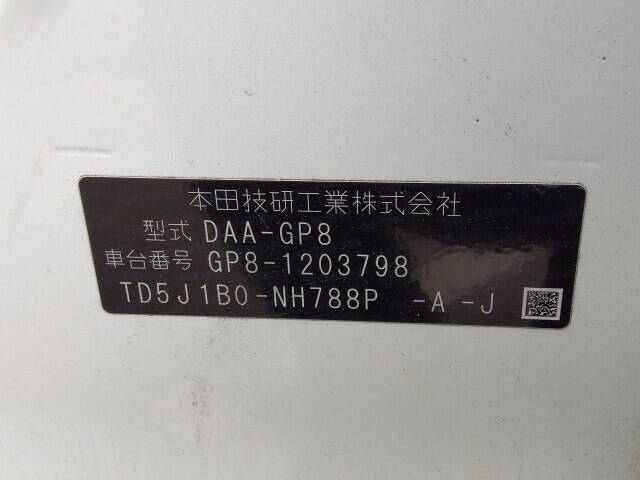 本田技研工業株式会社
型式 DAA-GP8
車台番号 GP8-1203798
TD5J1B0-NH788P -A-J